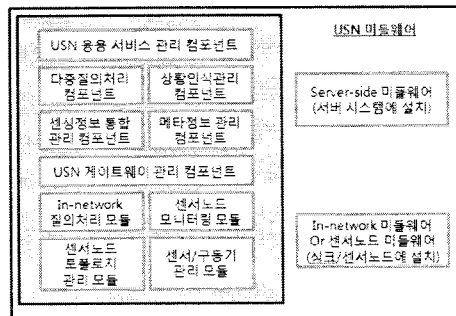 USN 미들웨어
USN 응용 서비스 관리 컴포넌트
다중질의처리
컴포넌트
상황인식관리
컴포넌트
센싱정보 통합
관리 컴포넌트
메타정보 관리
컴포넌트
USN 게이트웨이 관리 컴포넌트
In-network
질의처리 모듈
센서노드
모니터링 모듈
센서노드
토폴로지
관리 모듈
센서/구동기
관리 모듈
Server-side 미들웨어
(서버 시스템에 설치)
In-network 미들웨어
Or 센서노드 미들웨어
(싱크/센서노드에 설치)